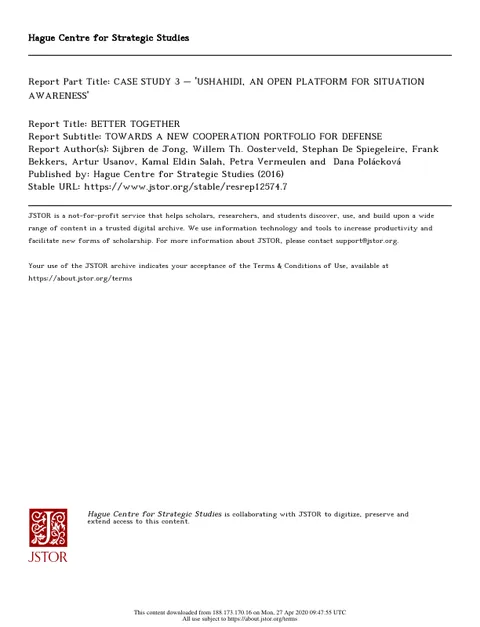 Hague Centre for Strategic Studies
Report Part Title: CASE STUDY 3 — 'USHAHIDI, AN OPEN PLATFORM FOR SITUATION
AWARENESS'
Report Title: BETTER TOGETHER
Report Subtitle: TOWARDS A NEW COOPERATION PORTFOLIO FOR DEFENSE
Report Author(s): Sijbren de Jong, Willem Th. Oosterveld, Stephan De Spiegeleire, Frank
Bekkers, Artur Usanov, Kamal Eldin Salah, Petra Vermeulen and Dana Polácková
Published by: Hague Centre for Strategic Studies (2016)
Stable URL: https://www.jstor.org/stable/resrep12574.7
JSTOR is a not-for-profit service that helps scholars, researchers, and students discover, use, and build upon a wide
range of content in a trusted digital archive. We use information technology and tools to increase productivity and
facilitate new forms of scholarship. For more information about JSTOR, please contact support@jstor.org.
Your use of the JSTOR archive indicates your acceptance of the Terms & Conditions of Use, available at
https://about.jstor.org/terms
Hague Centre for Strategic Studies is collaborating with JSTOR to digitize, preserve and
extend access to this content.
JSTOR
This content downloaded from 188.173.170.16 on Mon, 27 Apr 2020 09:47:55 UTC
All use subject to https://about.jstor.org/terms